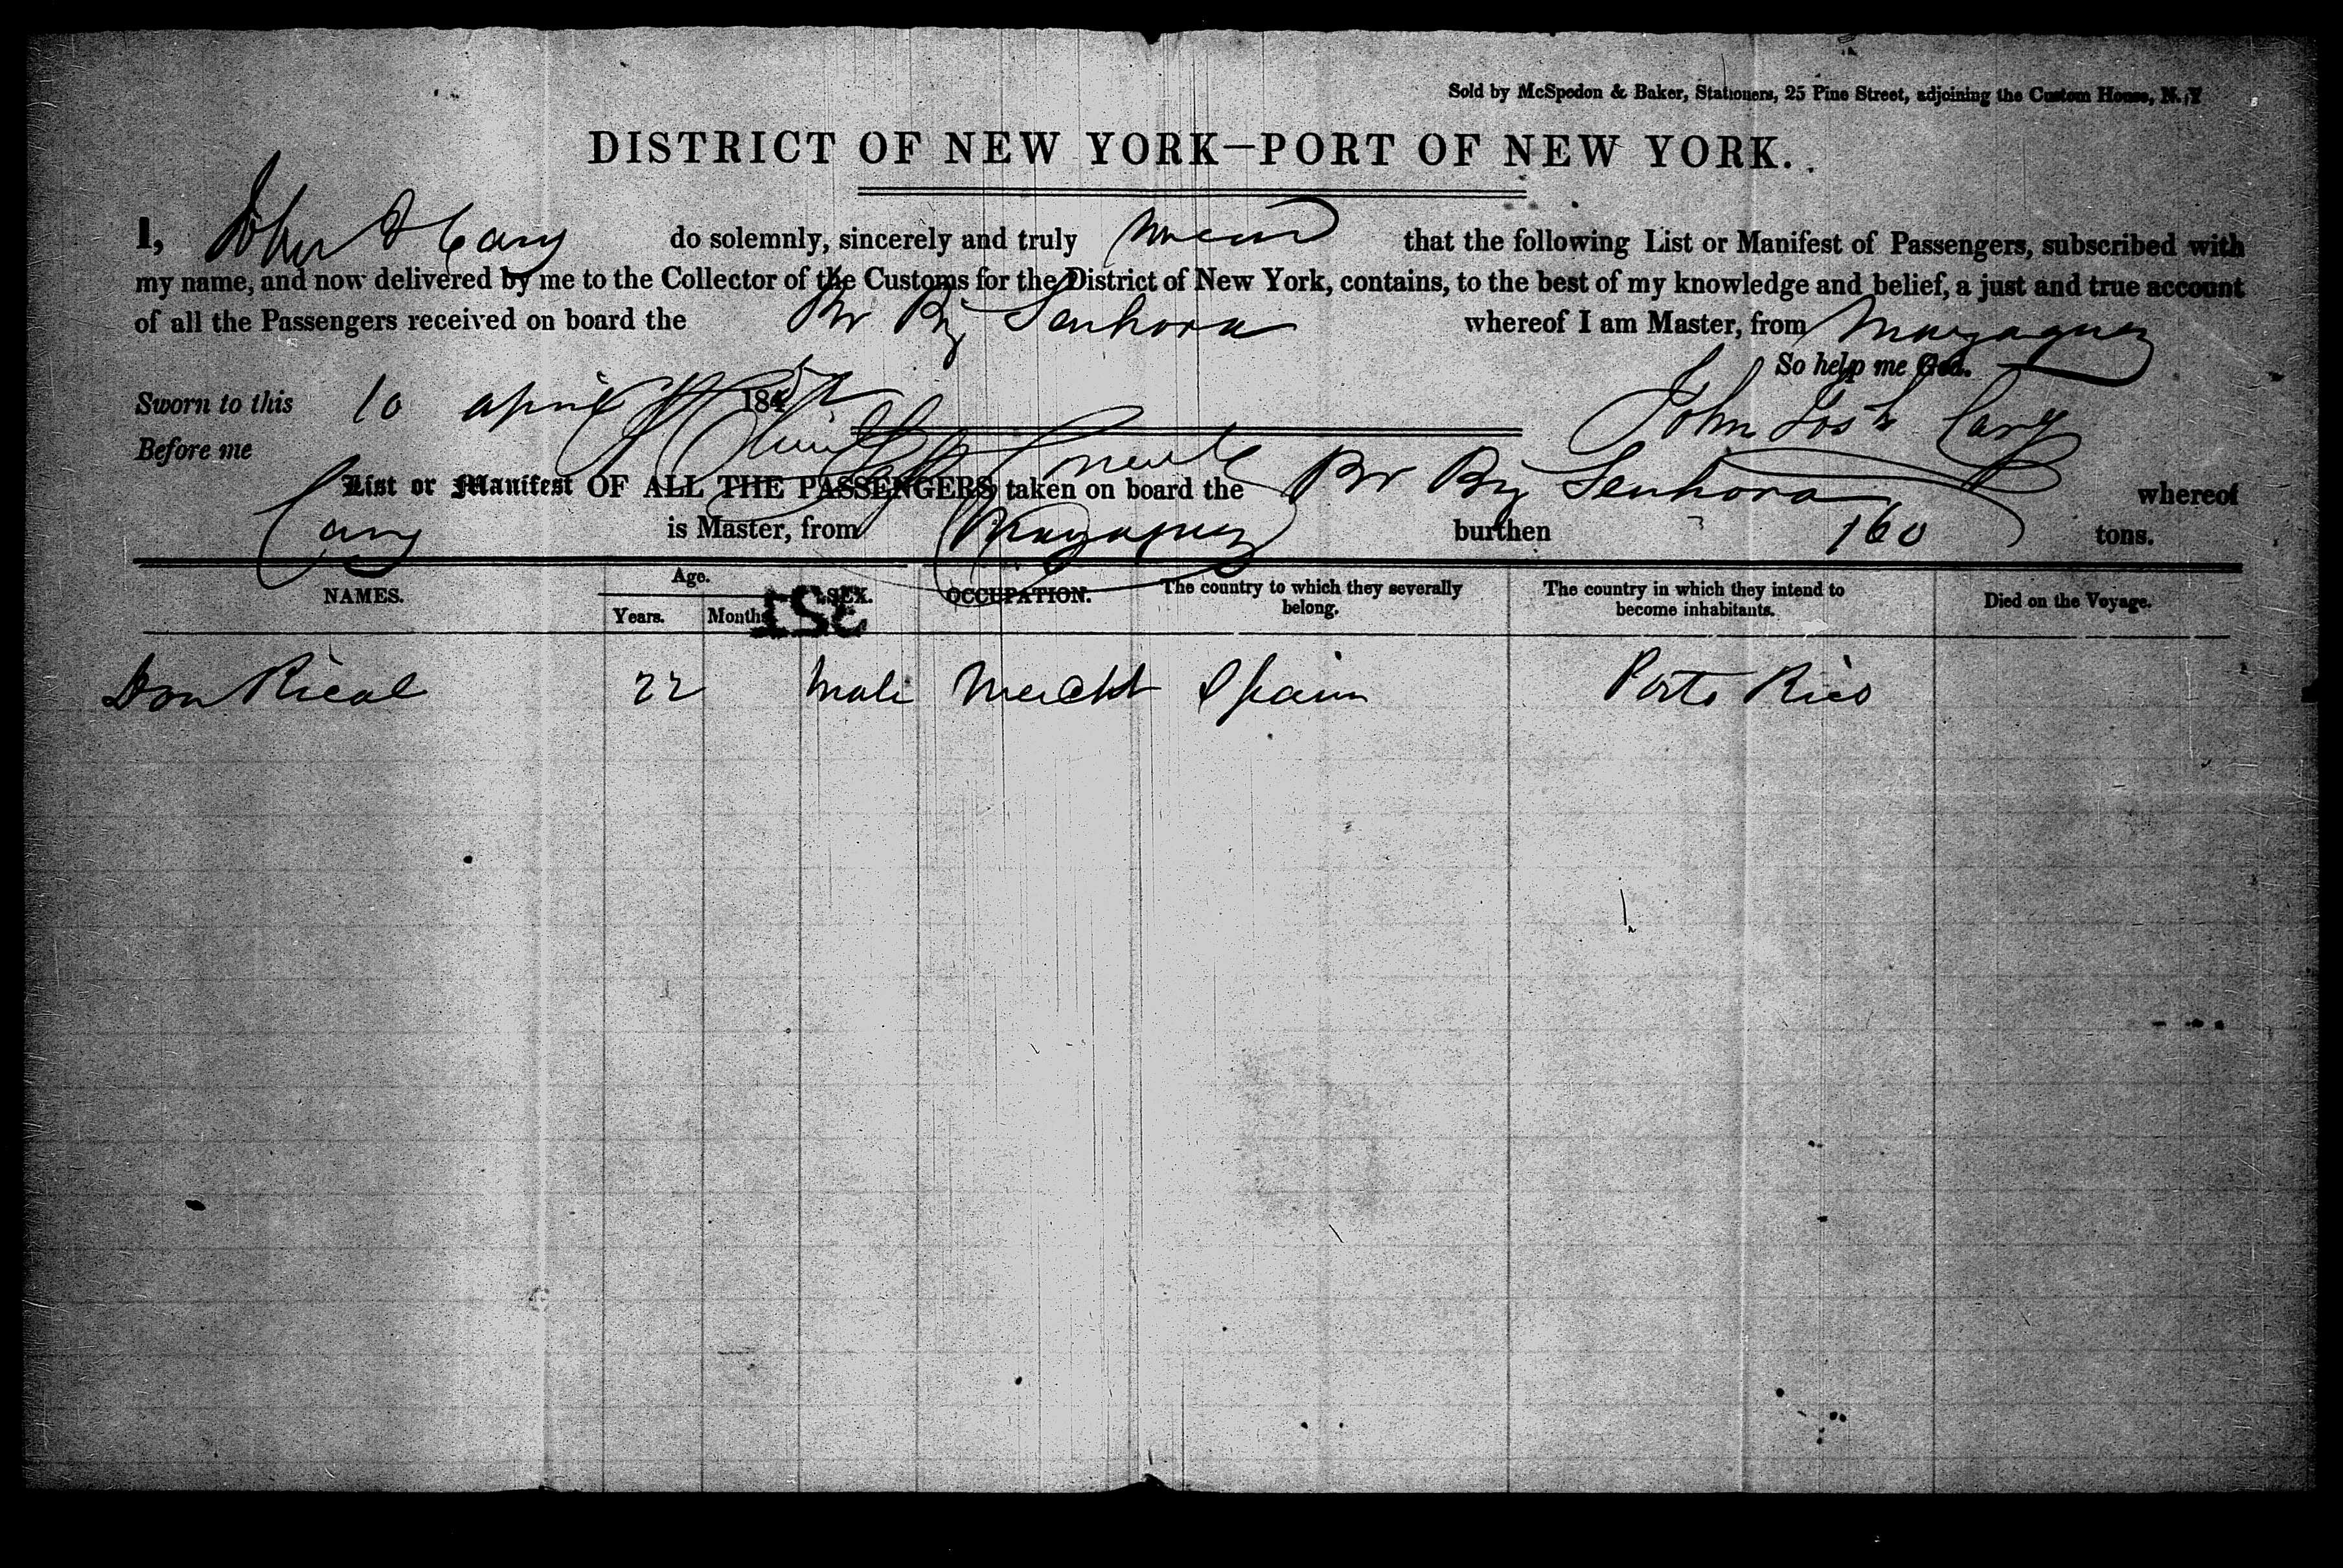 Sold by McSpedon & Baker, Stationers, 25 Pine Street, adjoining the Custom House, N. Y
DISTRICT OF NEW YORK—PORT OF NEW YORK.
I, John J Cary do solemnly, sincerely and truly swear that the following List or Manifest of Passengers, subscribed with
my name, and now delivered by me to the Collector of the Customs for the District of New York, contains, to the best of my knowledge and belief, a just and true account
of all the Passengers received on board the Br Brig Senhora whereof I am Master, from Mayaguez
So help me God.
Sworn to this 10 April 185
Before me
John Cary
List or Manifest OF ALL THE PASSENGERS taken on board the Br Brig Senhora whereof
Cary is Master, from Mayaguez burthen 160 tons.
NAMES. Age. SEX. OCCUPATION. The country to which they severally belong. The country in which they intend to become inhabitants. Died on the Voyage.
Years. Months
Don Rical 22 Male Mercht Spain Porto Rico